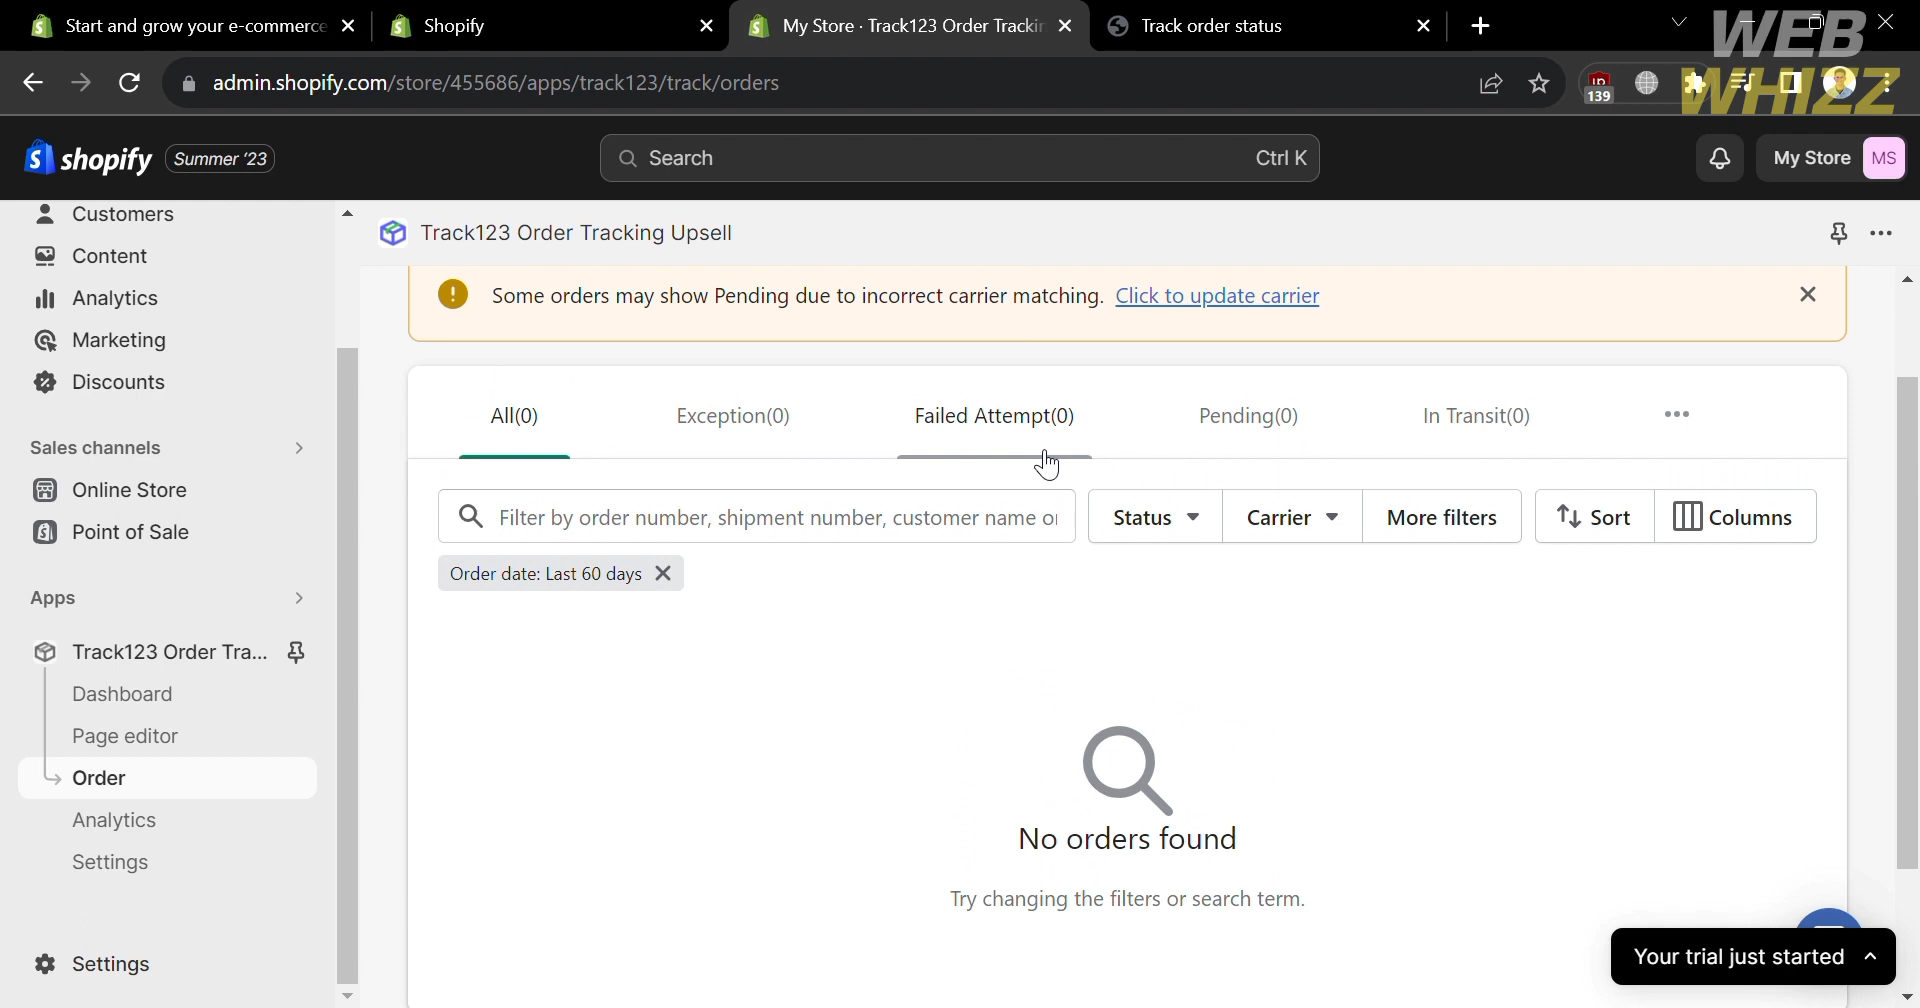 Start and grow your e-commerce
Shopify
My Store · Track123 Order Trackin
Track order status
WEB
WHIZZ
admin.shopify.com/store/455686/apps/track123/track/orders
139
shopify
Summer '23
Search
Ctrl K
My Store
MS
Customers
Content
Analytics
Marketing
Discounts
Sales channels
Online Store
Point of Sale
Apps
Track123 Order Tra...
Dashboard
Page editor
Order
Analytics
Settings
Settings
Track123 Order Tracking Upsell
Some orders may show Pending due to incorrect carrier matching. Click to update carrier
All(0)
Exception(0)
Failed Attempt(0)
Pending(0)
In Transit(0)
Filter by order number, shipment number, customer name or
Status
Carrier
More filters
Sort
Columns
Order date: Last 60 days
No orders found
Try changing the filters or search term.
Your trial just started